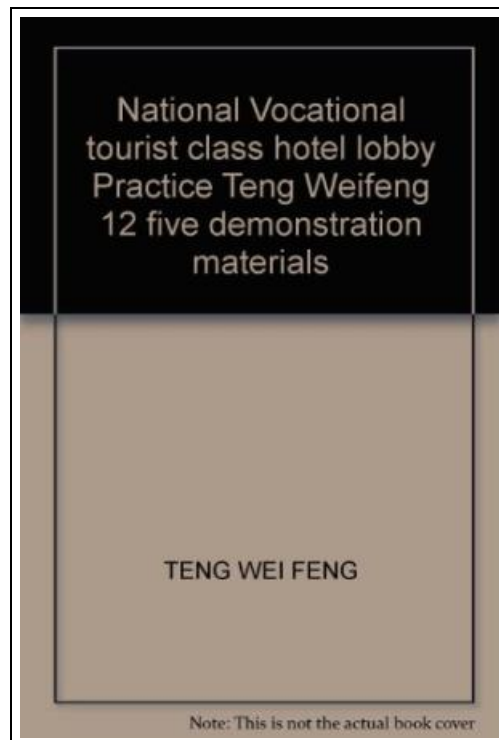 National Vocational
tourist class hotel lobby
Practice Teng Weifeng
12 five demonstration
materials
TENG WEI FENG
Note: This is not the actual book cover